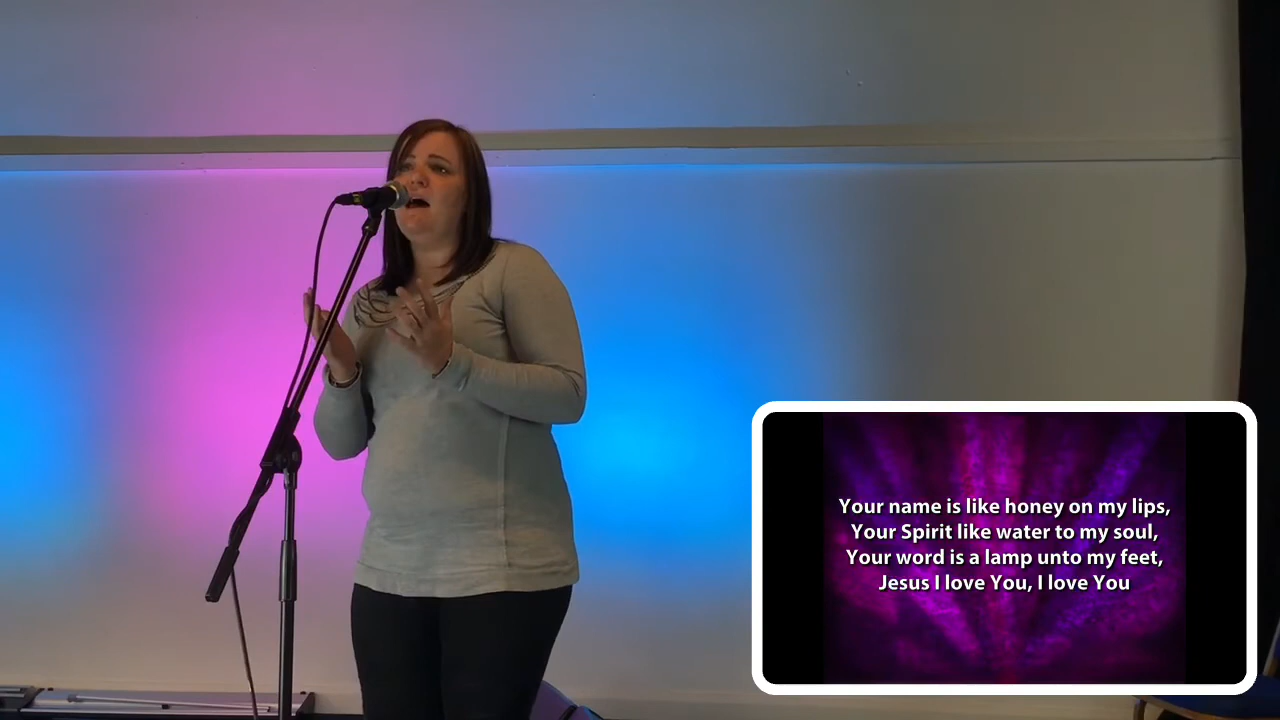 Your name is like honey on my lips,
Your Spirit like water to my soul,
Your word is a lamp unto my feet,
Jesus I love You, I love You